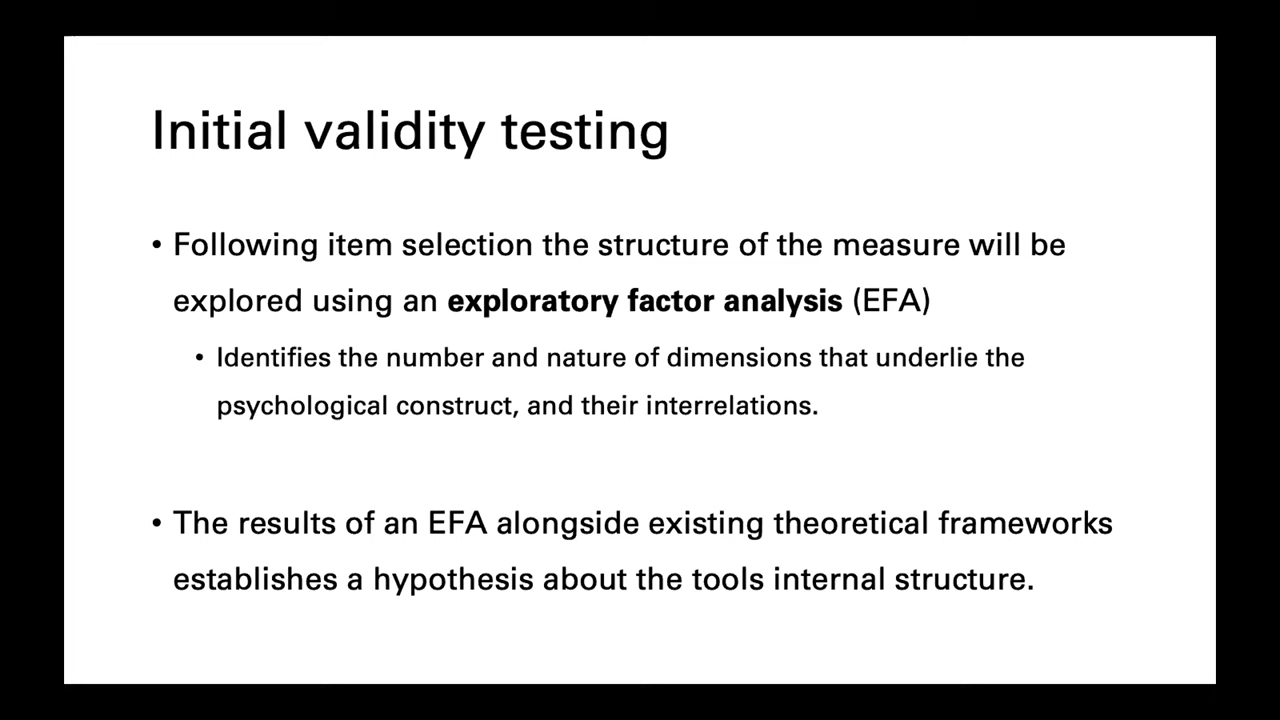 Initial validity testing
• Following item selection the structure of the measure will be
explored using an exploratory factor analysis (EFA)
• Identifies the number and nature of dimensions that underlie the
psychological construct, and their interrelations.
• The results of an EFA alongside existing theoretical frameworks
establishes a hypothesis about the tools internal structure.